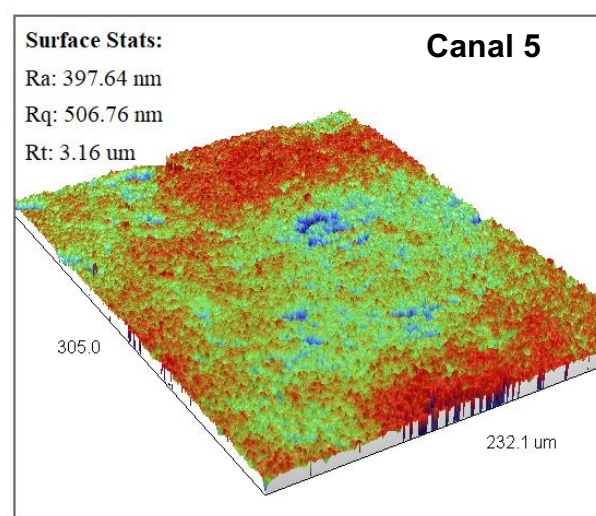 Surface Stats:
Canal 5
Ra: 397.64 nm
Rq: 506.76 nm
Rt: 3.16 um
305.0
232.1 um